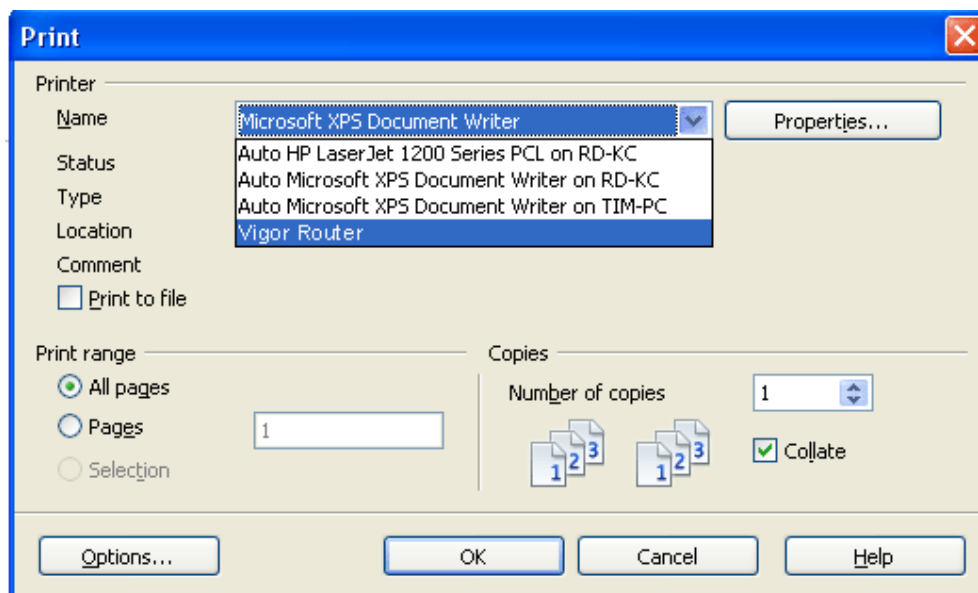 Print
Printer
Name
Microsoft XPS Document Writer
Properties...
Auto HP LaserJet 1200 Series PCL on RD-KC
Status
Auto Microsoft XPS Document Writer on RD-KC
Type
Auto Microsoft XPS Document Writer on TIM-PC
Location
Vigor Router
Comment
Print to file
Print range
Copies
All pages
Number of copies
1
Pages
1
1 2 3
1 2 3
Collate
Selection
Options...
OK
Cancel
Help